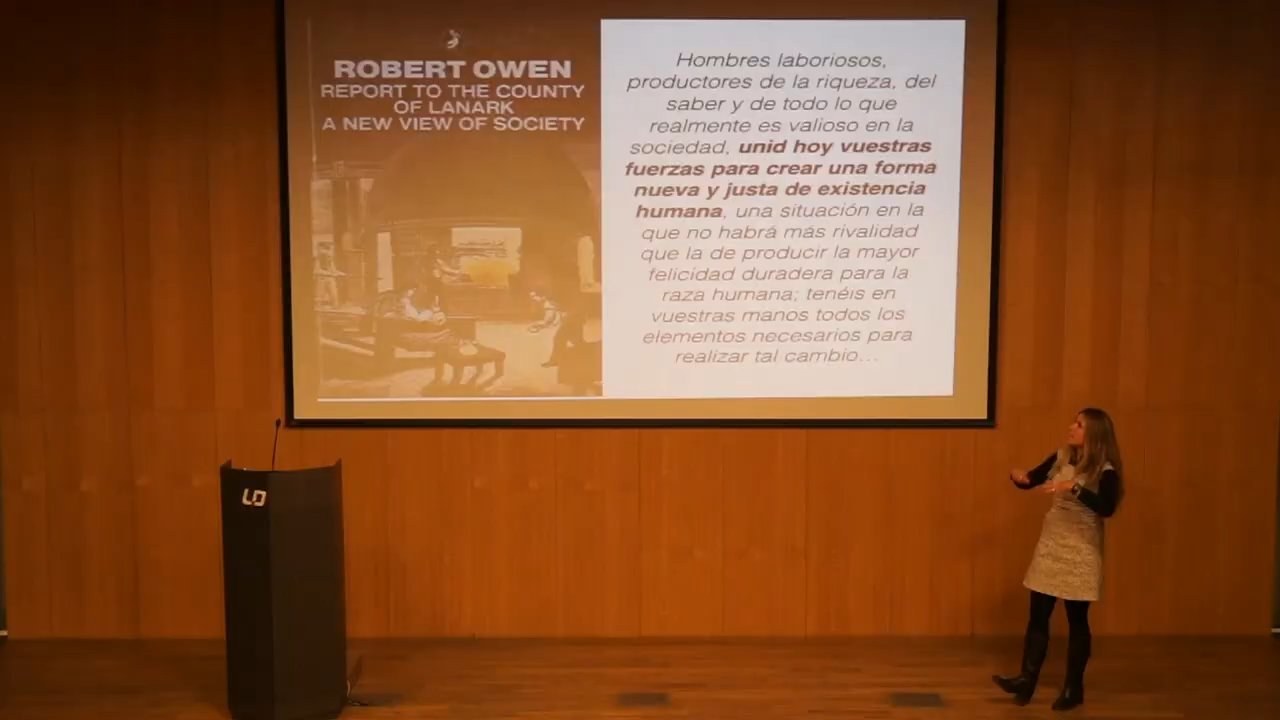 ROBERT OWEN
REPORT TO THE COUNTY
OF LANARK
A NEW VIEW OF SOCIETY
Hombres laboriosos,
productores de la riqueza, del
saber y de todo lo que
realmente es valioso en la
sociedad, unid hoy vuestras
fuerzas para crear una forma
nueva y justa de existencia
humana, una situación en la
que no habrá más rivalidad
que la de producir la mayor
felicidad duradera para la
raza humana; tenéis en
vuestras manos todos los
elementos necesarios para
realizar tal cambio...
UD